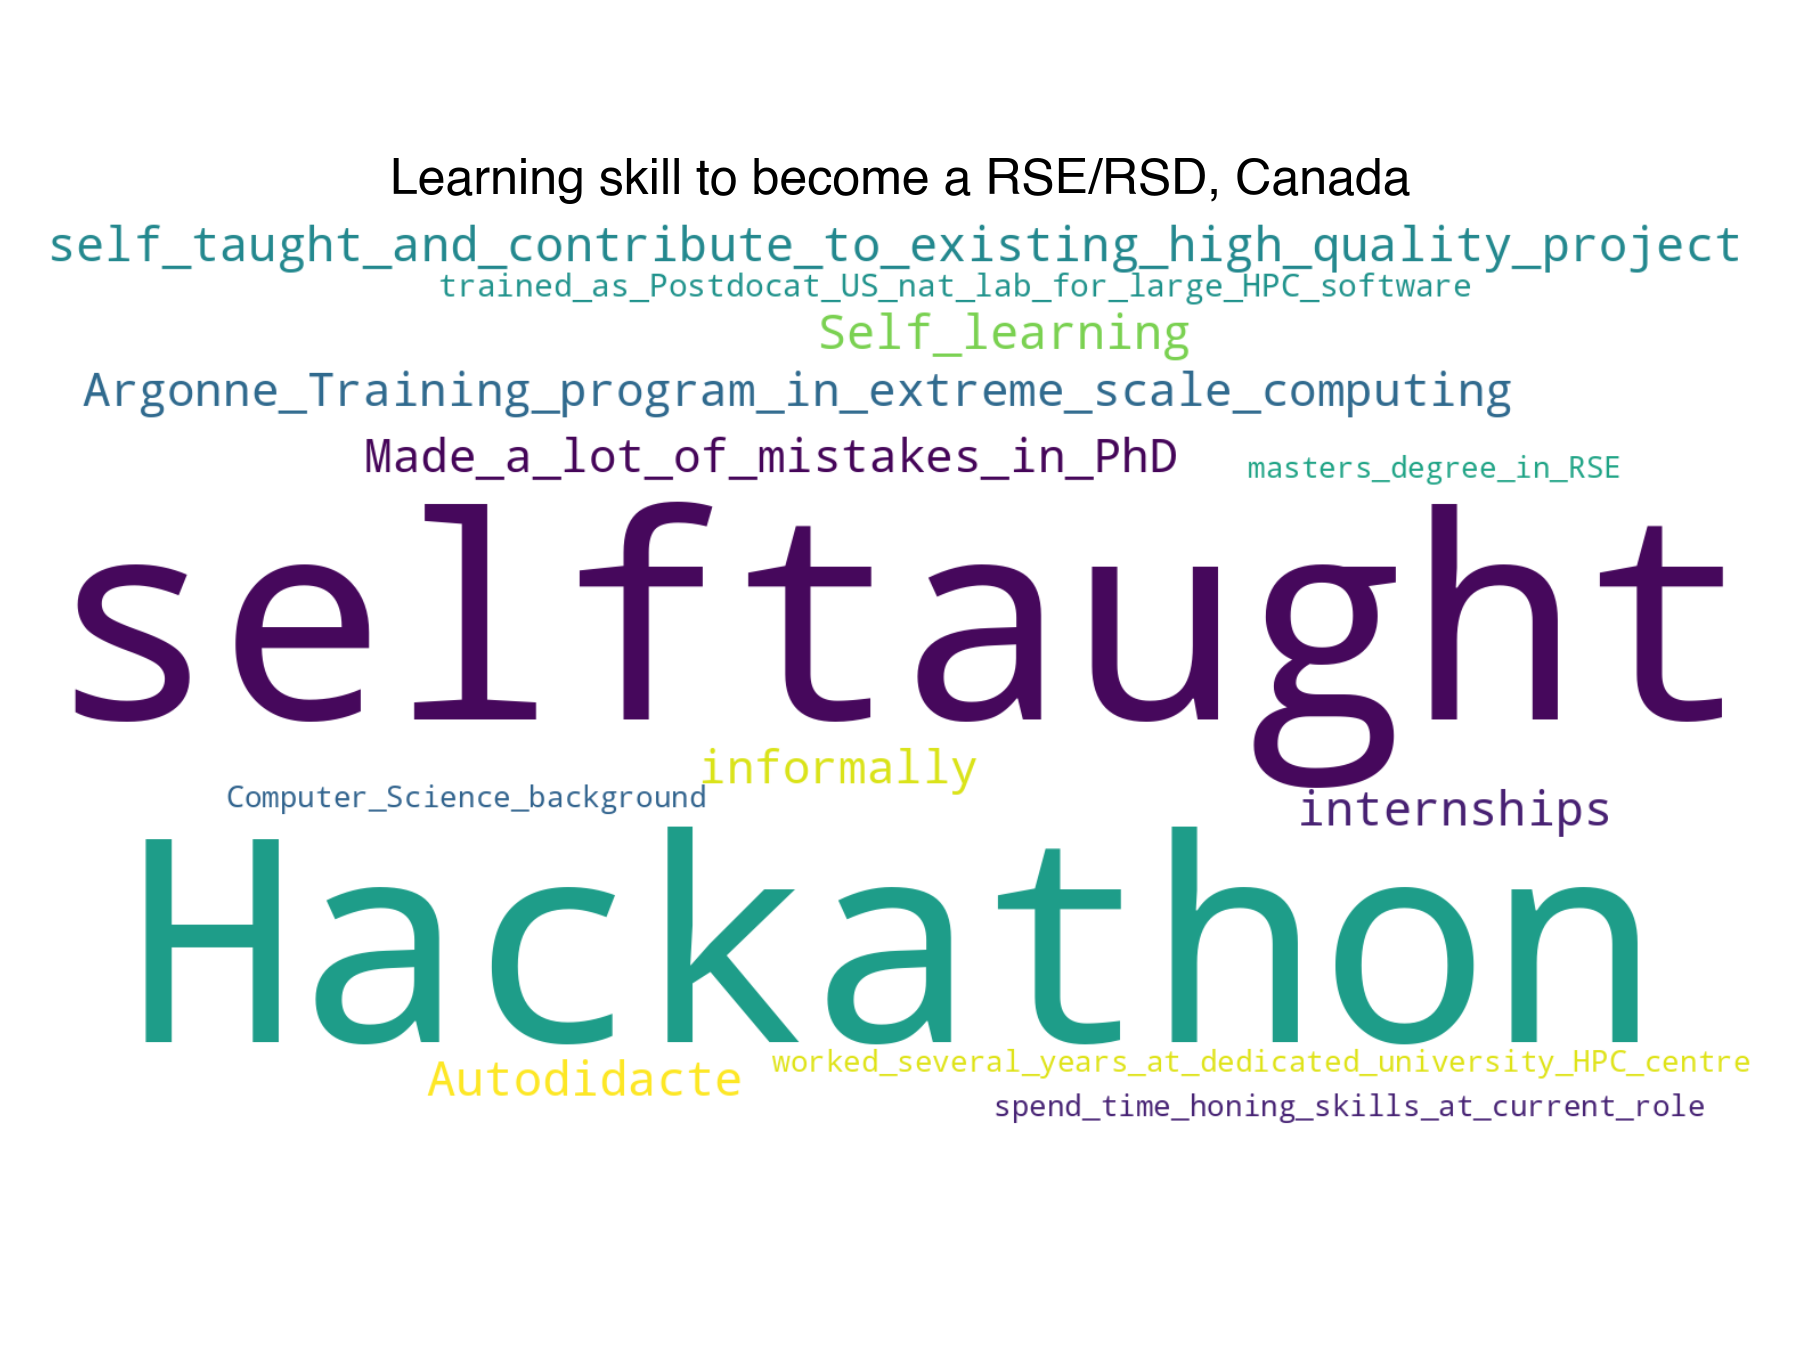 Learning skill to become a RSE/RSD, Canada
self_taught_and_contribute_to_existing_high_quality_project
trained_as_Postdocat_US_nat_lab_for_large_HPC_software
Self_learning
Argonne_Training_program_in_extreme_scale_computing
Made_a_lot_of_mistakes_in_PhD
masters_degree_in_RSE
selftaught
informally
Computer_Science_background
internships
Hackathon
Autodidacte
worked_several_years_at_dedicated_university_HPC_centre
spend_time_honing_skills_at_current_role